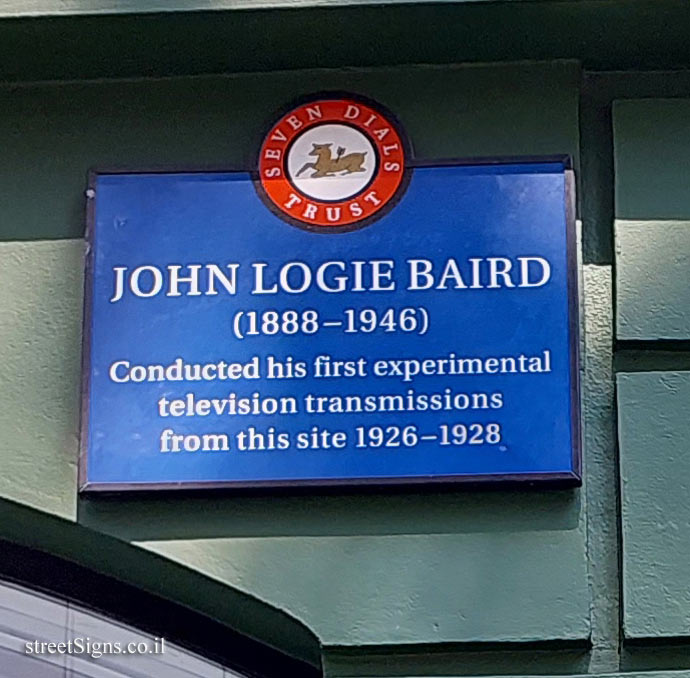 SEVEN DIALS
TRUST
JOHN LOGIE BAIRD
(1888–1946)
Conducted his first experimental
television transmissions
from this site 1926–1928
streetSigns.co.il